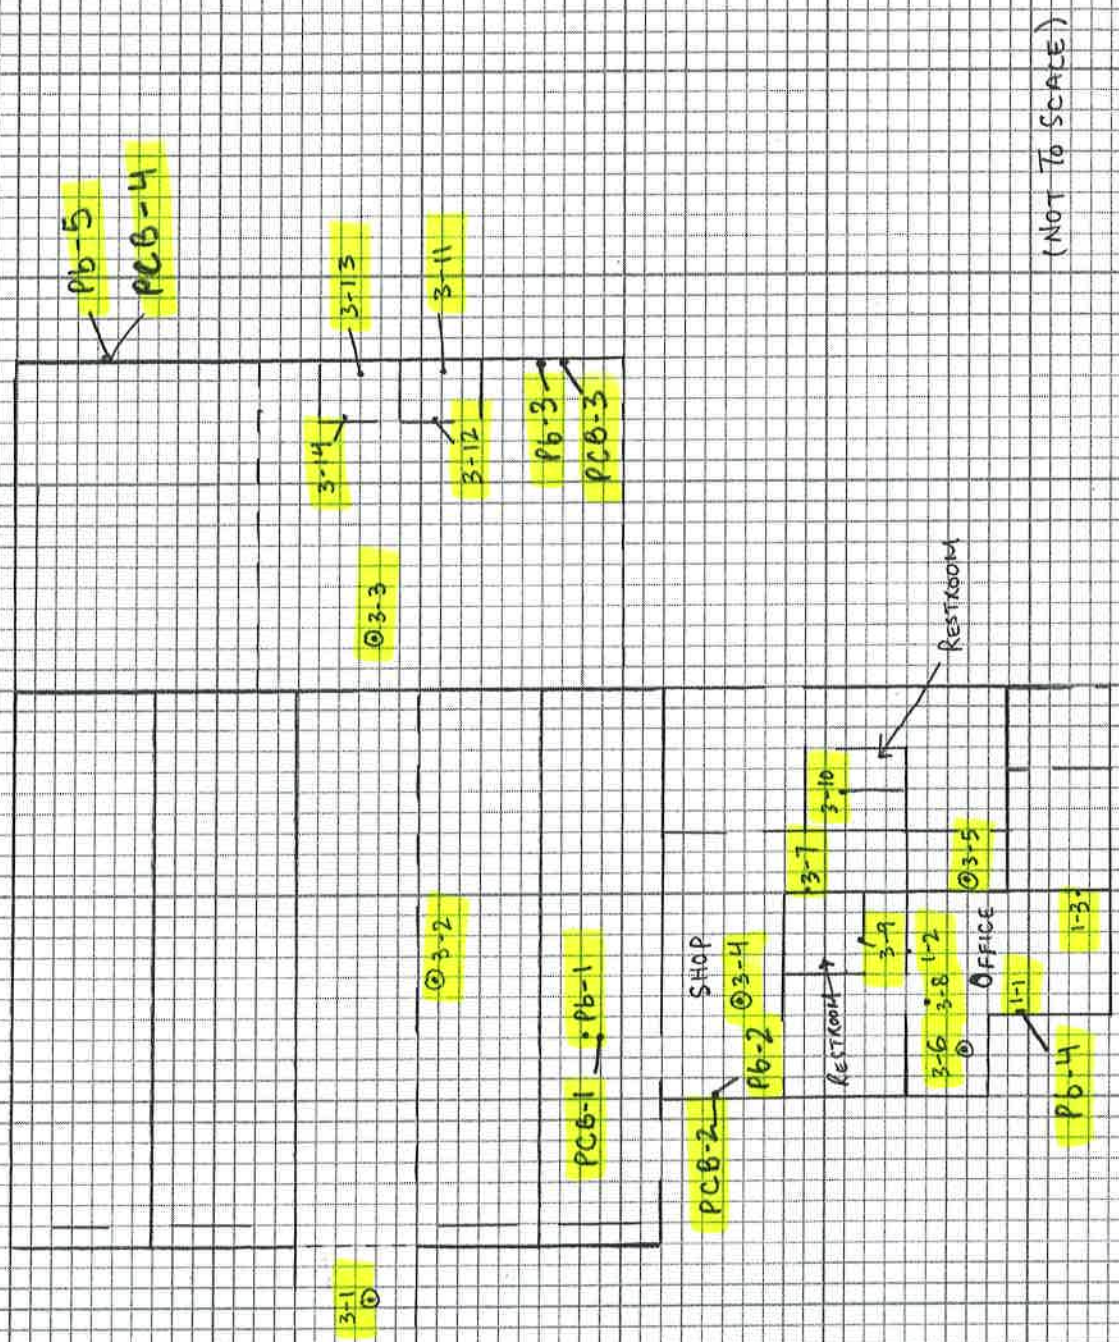 Pb-5
PCB-4
3-13
3-11
3-14
3-12
Pb-3
PCB-3
3-3
(NOT TO SCALE)
RESTROOM
3-10
3-7
3-5
3-2
Pb-1
PCB-1
SHOP
3-4
Pb-2
PCB-2
RESTROOM
3-9
1-2
3-8
3-6
OFFICE
1-1
1-3
Pb-4
3-1